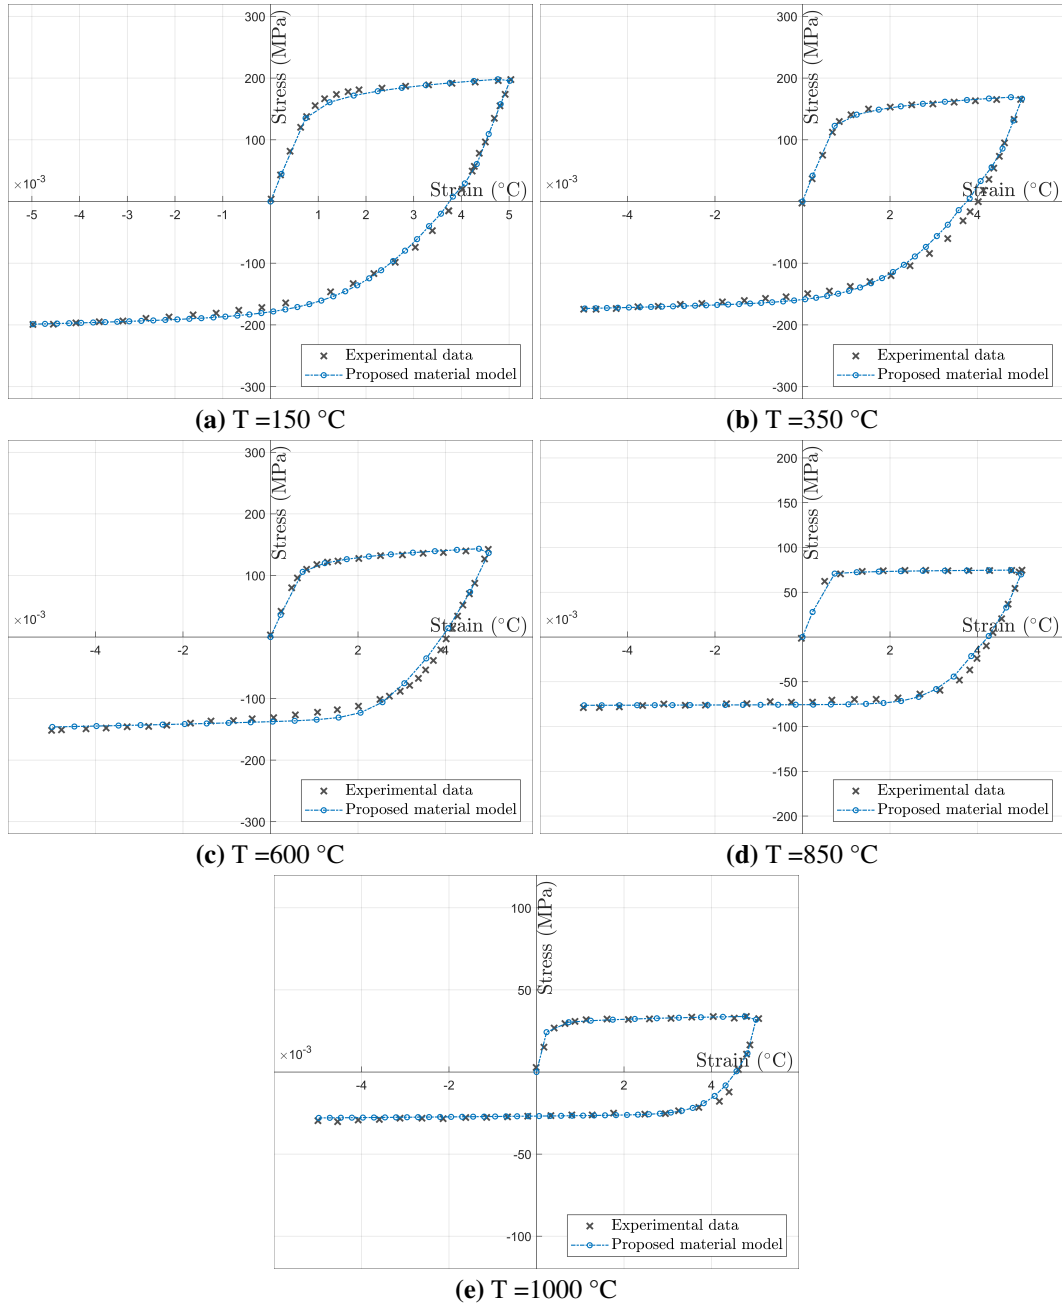 300
200
100
-100
-200
-300
Stress (MPa)
×10-3
Strain (°C)
-5 -4 -3 -2 -1 1 2 3 4 5
Experimental data
Proposed material model
(a) T =150 °C
300
200
100
-100
-200
-300
Stress (MPa)
×10-3
Strain (°C)
-4 -2 2 4
Experimental data
Proposed material model
(b) T =350 °C
300
200
100
-100
-200
-300
Stress (MPa)
×10-3
Strain (°C)
-4 -2 2 4
Experimental data
Proposed material model
(c) T =600 °C
200
150
100
50
-50
-100
-150
-200
Stress (MPa)
×10-3
Strain (°C)
-4 -2 2 4
Experimental data
Proposed material model
(d) T =850 °C
100
50
-50
-100
Stress (MPa)
×10-3
Strain (°C)
-4 -2 2 4
Experimental data
Proposed material model
(e) T =1000 °C